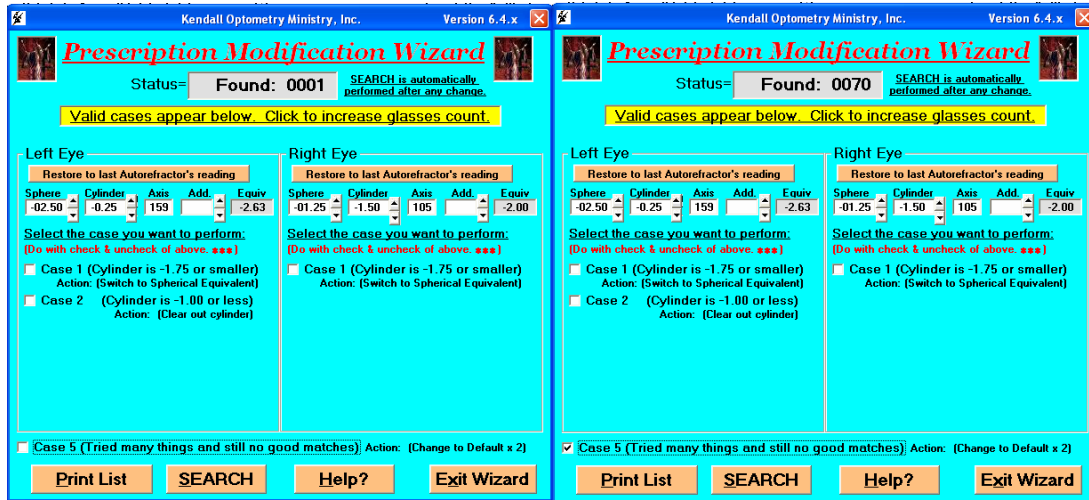 Kendall Optometry Ministry, Inc. Version 6.4.x
Prescription Modification Wizard
Status= Found: 0001 SEARCH is automatically
performed after any change.
Valid cases appear below. Click to increase glasses count.
Left Eye
Restore to last Autorefractor's reading
Sphere Cylinder Axis Add. Equiv
-02.50 -0.25 159 -2.63
Select the case you want to perform:
(Do with check & uncheck of above. ***)
Case 1 (Cylinder is -1.75 or smaller)
Action: (Switch to Spherical Equivalent)
Case 2 (Cylinder is -1.00 or less)
Action: (Clear out cylinder)
Right Eye
Restore to last Autorefractor's reading
Sphere Cylinder Axis Add. Equiv
-01.25 -1.50 105 -2.00
Select the case you want to perform:
(Do with check & uncheck of above. ***)
Case 1 (Cylinder is -1.75 or smaller)
Action: (Switch to Spherical Equivalent)
Case 5 (Tried many things and still no good matches) Action: (Change to Default x 2)
Print List SEARCH Help? Exit Wizard
Kendall Optometry Ministry, Inc. Version 6.4.x
Prescription Modification Wizard
Status= Found: 0070 SEARCH is automatically
performed after any change.
Valid cases appear below. Click to increase glasses count.
Left Eye
Restore to last Autorefractor's reading
Sphere Cylinder Axis Add. Equiv
-02.50 -0.25 159 -2.63
Select the case you want to perform:
(Do with check & uncheck of above. ***)
Case 1 (Cylinder is -1.75 or smaller)
Action: (Switch to Spherical Equivalent)
Case 2 (Cylinder is -1.00 or less)
Action: (Clear out cylinder)
Right Eye
Restore to last Autorefractor's reading
Sphere Cylinder Axis Add. Equiv
-01.25 -1.50 105 -2.00
Select the case you want to perform:
(Do with check & uncheck of above. ***)
Case 1 (Cylinder is -1.75 or smaller)
Action: (Switch to Spherical Equivalent)
Case 5 (Tried many things and still no good matches) Action: (Change to Default x 2)
Print List SEARCH Help? Exit Wizard